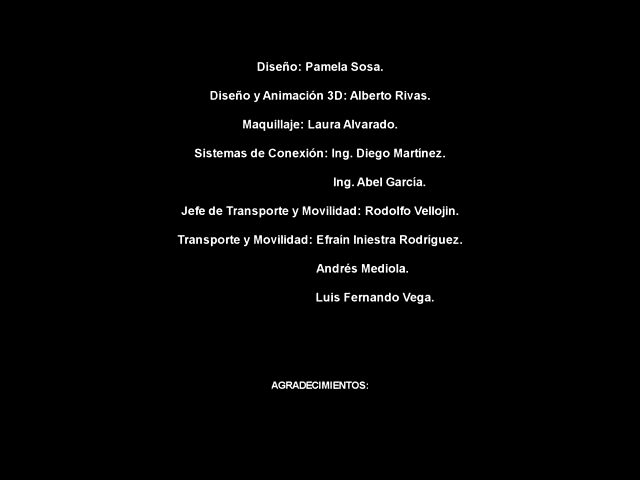 Diseño: Pamela Sosa.
Diseño y Animación 3D: Alberto Rivas.
Maquillaje: Laura Alvarado.
Sistemas de Conexión: Ing. Diego Martínez.
Ing. Abel García.
Jefe de Transporte y Movilidad: Rodolfo Vellojin.
Transporte y Movilidad: Efrain Iniestra Rodríguez.
Andrés Mediola.
Luis Fernando Vega.
AGRADECIMIENTOS: